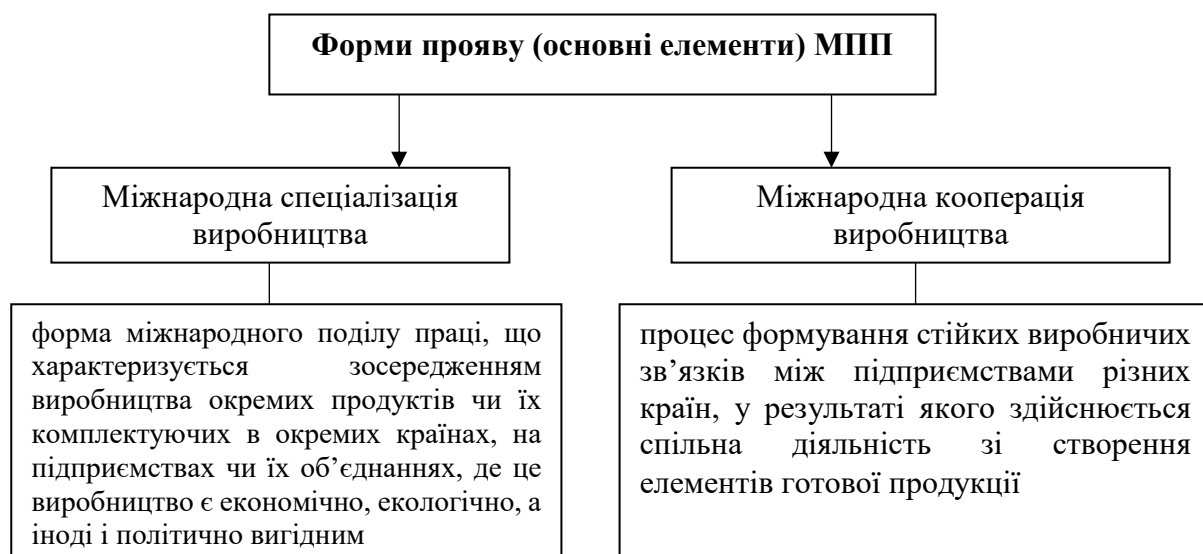 Форми прояву (основні елементи) МПП
Міжнародна спеціалізація
виробництва
Міжнародна кооперація
виробництва
форма міжнародного поділу праці, що
характеризується зосередженням
виробництва окремих продуктів чи їх
комплектуючих в окремих країнах, на
підприємствах чи їх об’єднаннях, де це
виробництво є економічно, екологічно, а
іноді і політично вигідним
процес формування стійких виробничих
зв’язків між підприємствами різних
країн, у результаті якого здійснюється
спільна діяльність зі створення
елементів готової продукції